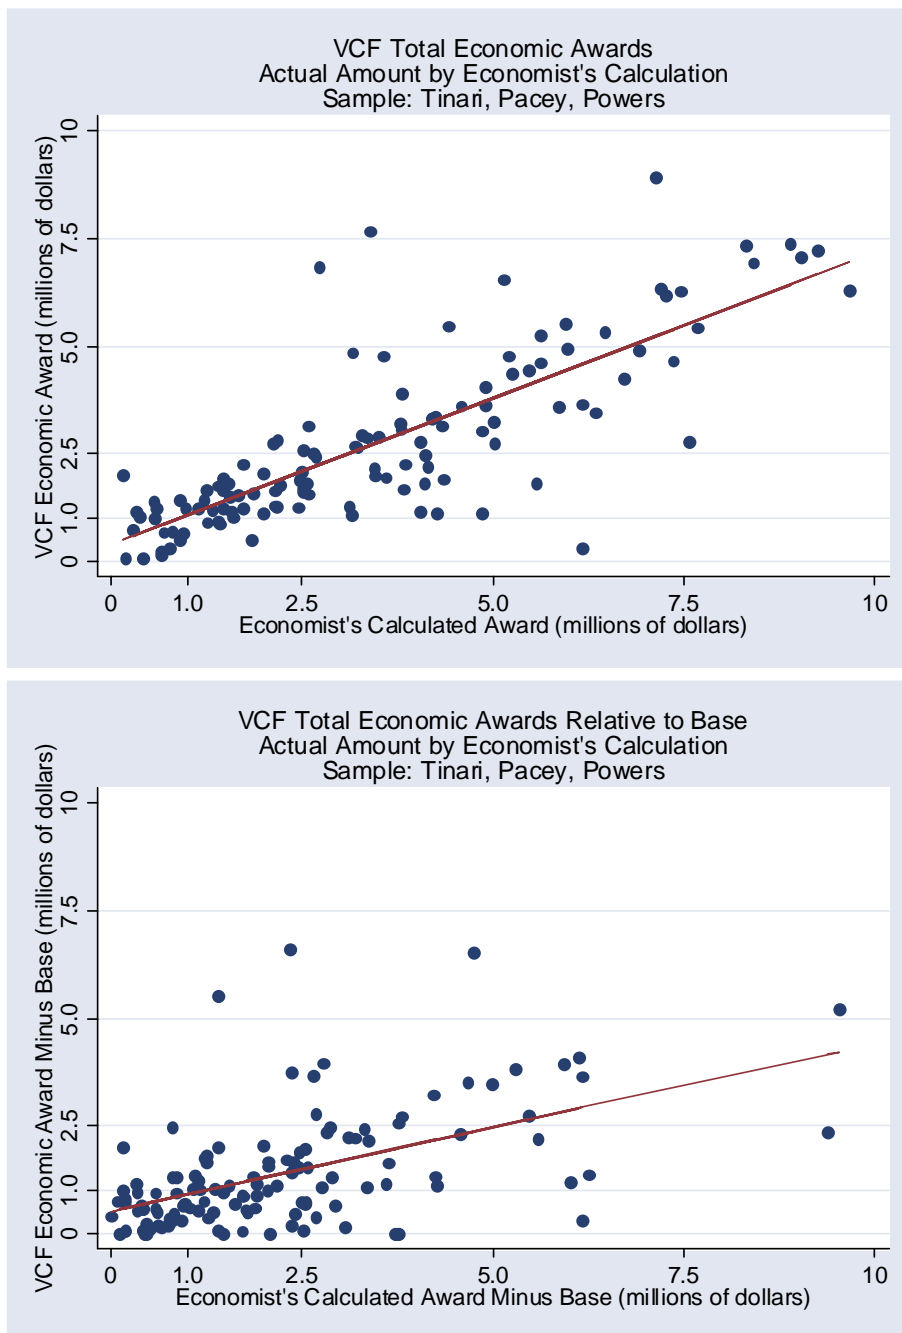 VCF Total Economic Awards
Actual Amount by Economist's Calculation
Sample: Tinari, Pacey, Powers
VCF Economic Award (millions of dollars)
10
7.5
5.0
2.5
1.0
0
0 1.0 2.5 5.0 7.5 10
Economist's Calculated Award (millions of dollars)
VCF Total Economic Awards Relative to Base
Actual Amount by Economist's Calculation
Sample: Tinari, Pacey, Powers
VCF Economic Award Minus Base (millions of dollars)
10
7.5
5.0
2.5
1.0
0
0 1.0 2.5 5.0 7.5 10
Economist's Calculated Award Minus Base (millions of dollars)